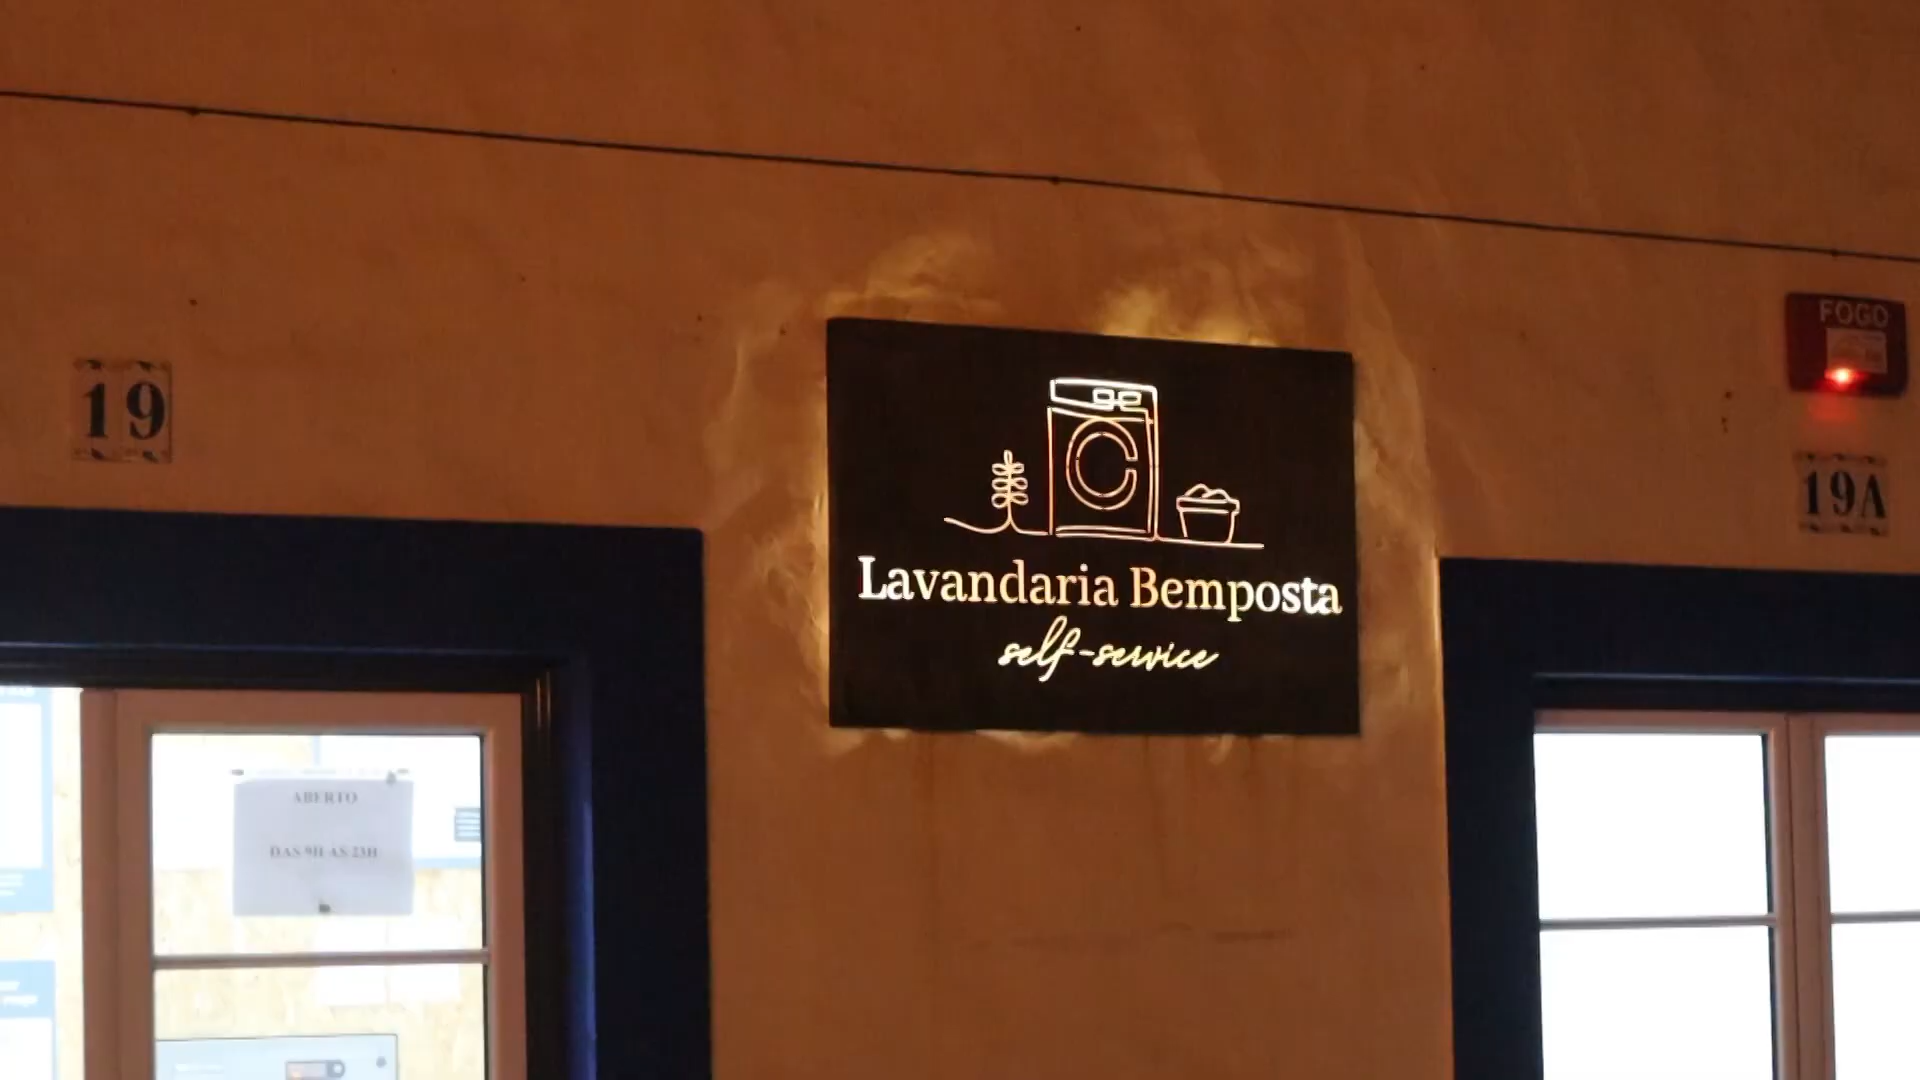 19
FOGO
19A
Lavandaria Bemposta
self-service
ABERTO
DAS 9H AS 23H